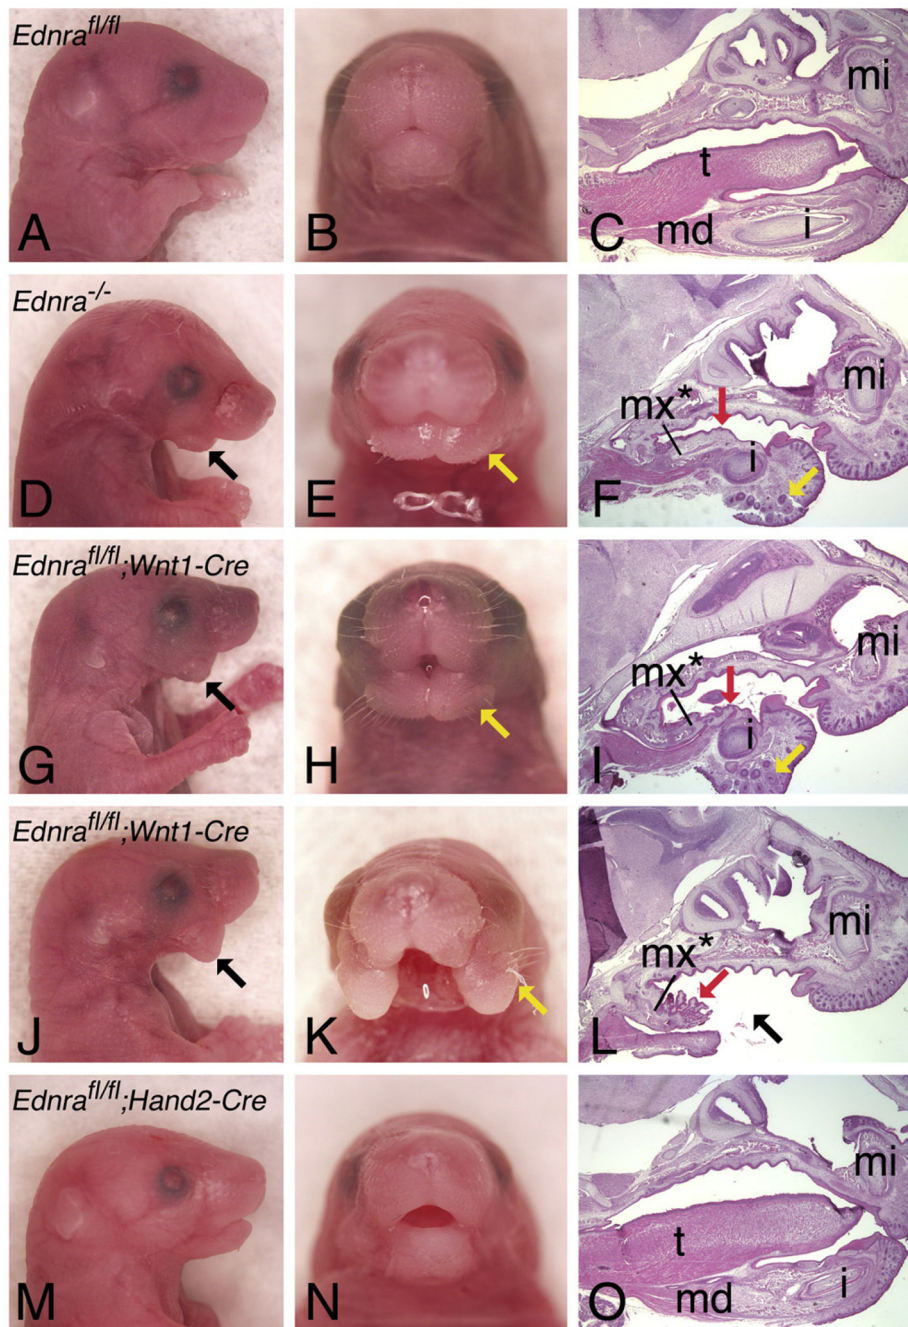 Ednra^fl/fl
mi
t
i
md
A
B
C
Ednra^-/-
mi
mx*
i
D
E
F
Ednra^fl/fl;Wnt1-Cre
mi
mx*
i
G
H
I
Ednra^fl/fl;Wnt1-Cre
mi
mx*
J
K
L
Ednra^fl/fl;Hand2-Cre
mi
t
i
md
M
N
O